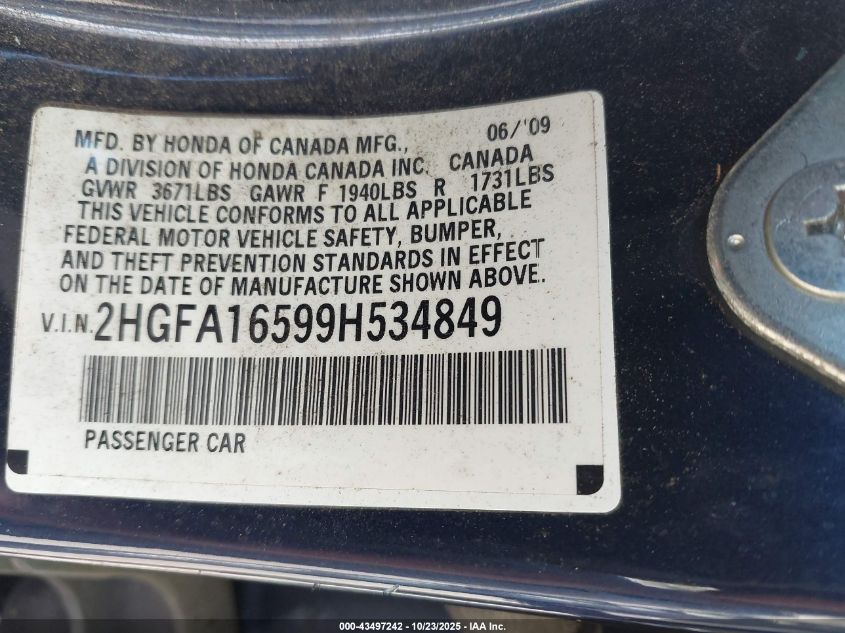 MFD. BY HONDA OF CANADA MFG., 06/'09
A DIVISION OF HONDA CANADA INC. CANADA
GVWR 3671LBS GAWR F 1940LBS R 1731LBS
THIS VEHICLE CONFORMS TO ALL APPLICABLE
FEDERAL MOTOR VEHICLE SAFETY, BUMPER,
AND THEFT PREVENTION STANDARDS IN EFFECT
ON THE DATE OF MANUFACTURE SHOWN ABOVE.
V.I.N. 2HGFA16599H534849
PASSENGER CAR
000-43497242 - 10/23/2025 - IAA Inc.